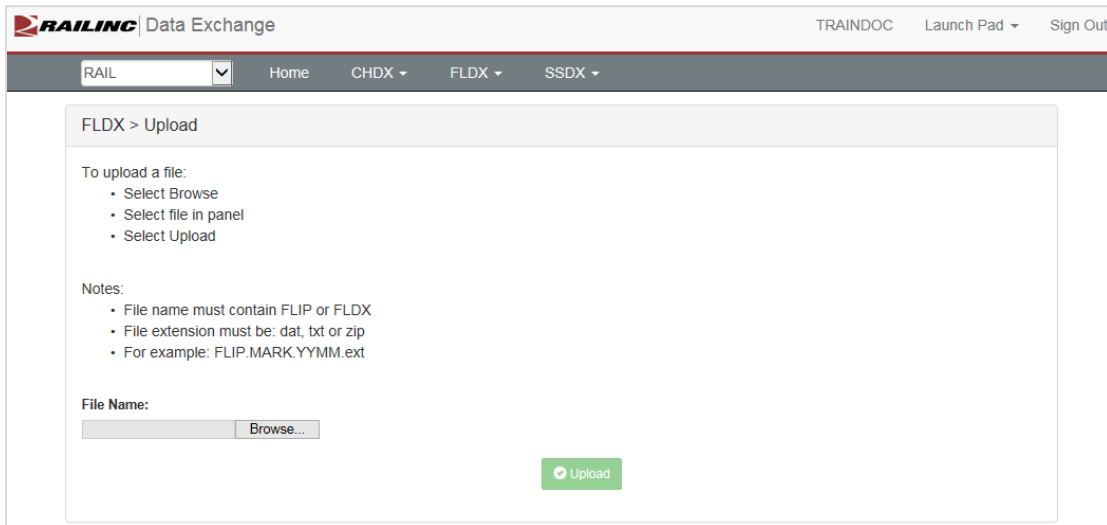 RAILINC Data Exchange TRAINDOC Launch Pad Sign Out
RAIL Home CHDX FLDX SSDX
FLDX > Upload
To upload a file:
• Select Browse
• Select file in panel
• Select Upload
Notes:
• File name must contain FLIP or FLDX
• File extension must be: dat, txt or zip
• For example: FLIP.MARK.YYMM.ext
File Name:
Browse...
Upload